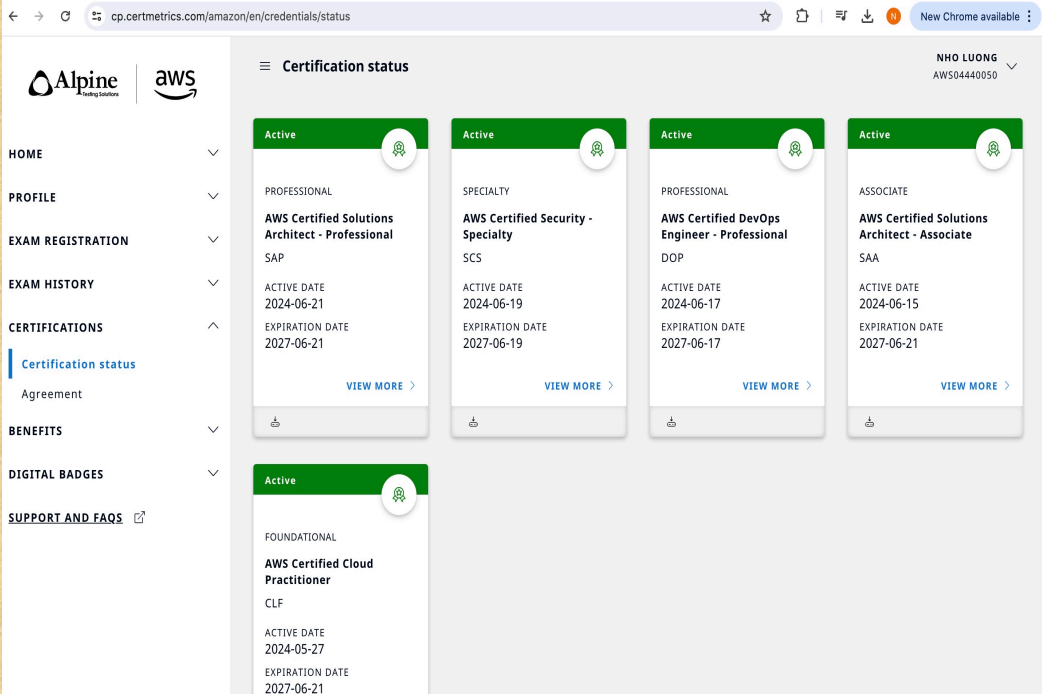 cp.certmetrics.com/amazon/en/credentials/status
N
New Chrome available
Alpine
Testing Solutions
aws
Certification status
NHO LUONG
AWS04440050
HOME
PROFILE
EXAM REGISTRATION
EXAM HISTORY
CERTIFICATIONS
Certification status
Agreement
BENEFITS
DIGITAL BADGES
SUPPORT AND FAQS
Active
PROFESSIONAL
AWS Certified Solutions
Architect - Professional
SAP
ACTIVE DATE
2024-06-21
EXPIRATION DATE
2027-06-21
VIEW MORE
Active
SPECIALTY
AWS Certified Security -
Specialty
SCS
ACTIVE DATE
2024-06-19
EXPIRATION DATE
2027-06-19
VIEW MORE
Active
PROFESSIONAL
AWS Certified DevOps
Engineer - Professional
DOP
ACTIVE DATE
2024-06-17
EXPIRATION DATE
2027-06-17
VIEW MORE
Active
ASSOCIATE
AWS Certified Solutions
Architect - Associate
SAA
ACTIVE DATE
2024-06-15
EXPIRATION DATE
2027-06-21
VIEW MORE
Active
FOUNDATIONAL
AWS Certified Cloud
Practitioner
CLF
ACTIVE DATE
2024-05-27
EXPIRATION DATE
2027-06-21